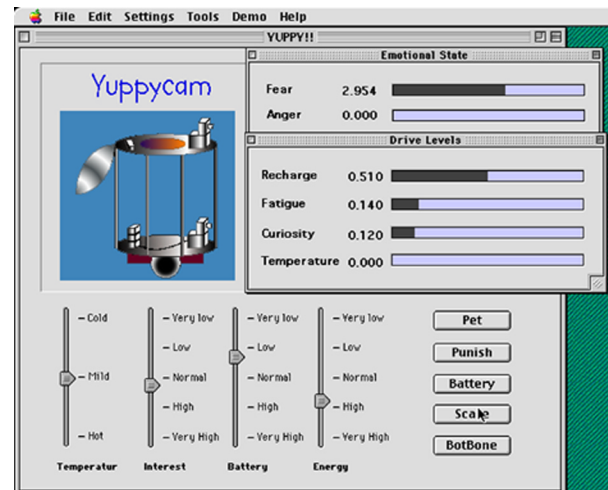 File Edit Settings Tools Demo Help
YUPPY!!
Emotional State
Yuppycam
Fear 2.954
Anger 0.000
Drive Levels
Recharge 0.510
Fatigue 0.140
Curiosity 0.120
Temperature 0.000
– Cold – Very low – Very low – Very low Pet
– Low – Low – Low Punish
– Mild – Normal – Normal – Normal Battery
– High – High – High Scare
– Hot – Very High – Very High – Very High BotBone
Temperatur Interest Battery Energy